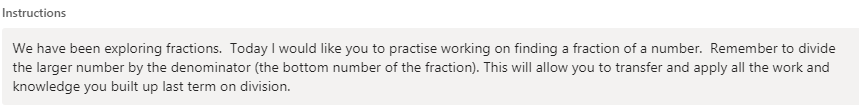 Instructions
We have been exploring fractions.  Today I would like you to practise working on finding a fraction of a number.  Remember to divide
the larger number by the denominator (the bottom number of the fraction). This will allow you to transfer and apply all the work and
knowledge you built up last term on division.